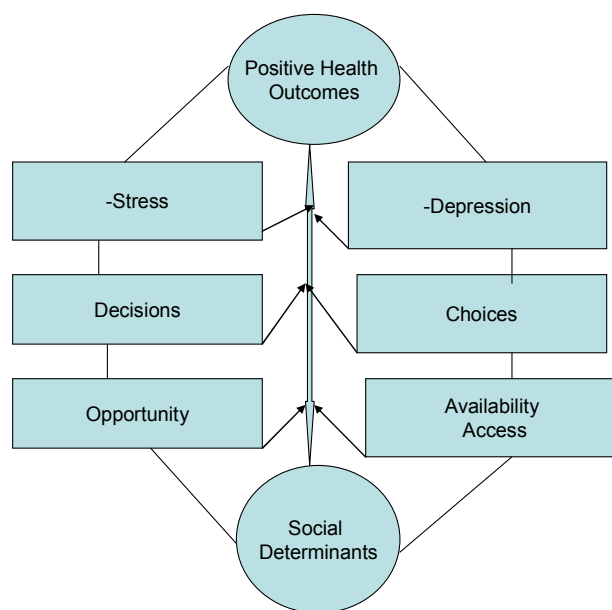 Positive Health
Outcomes
-Stress
-Depression
Decisions
Choices
Opportunity
Availability
Access
Social
Determinants